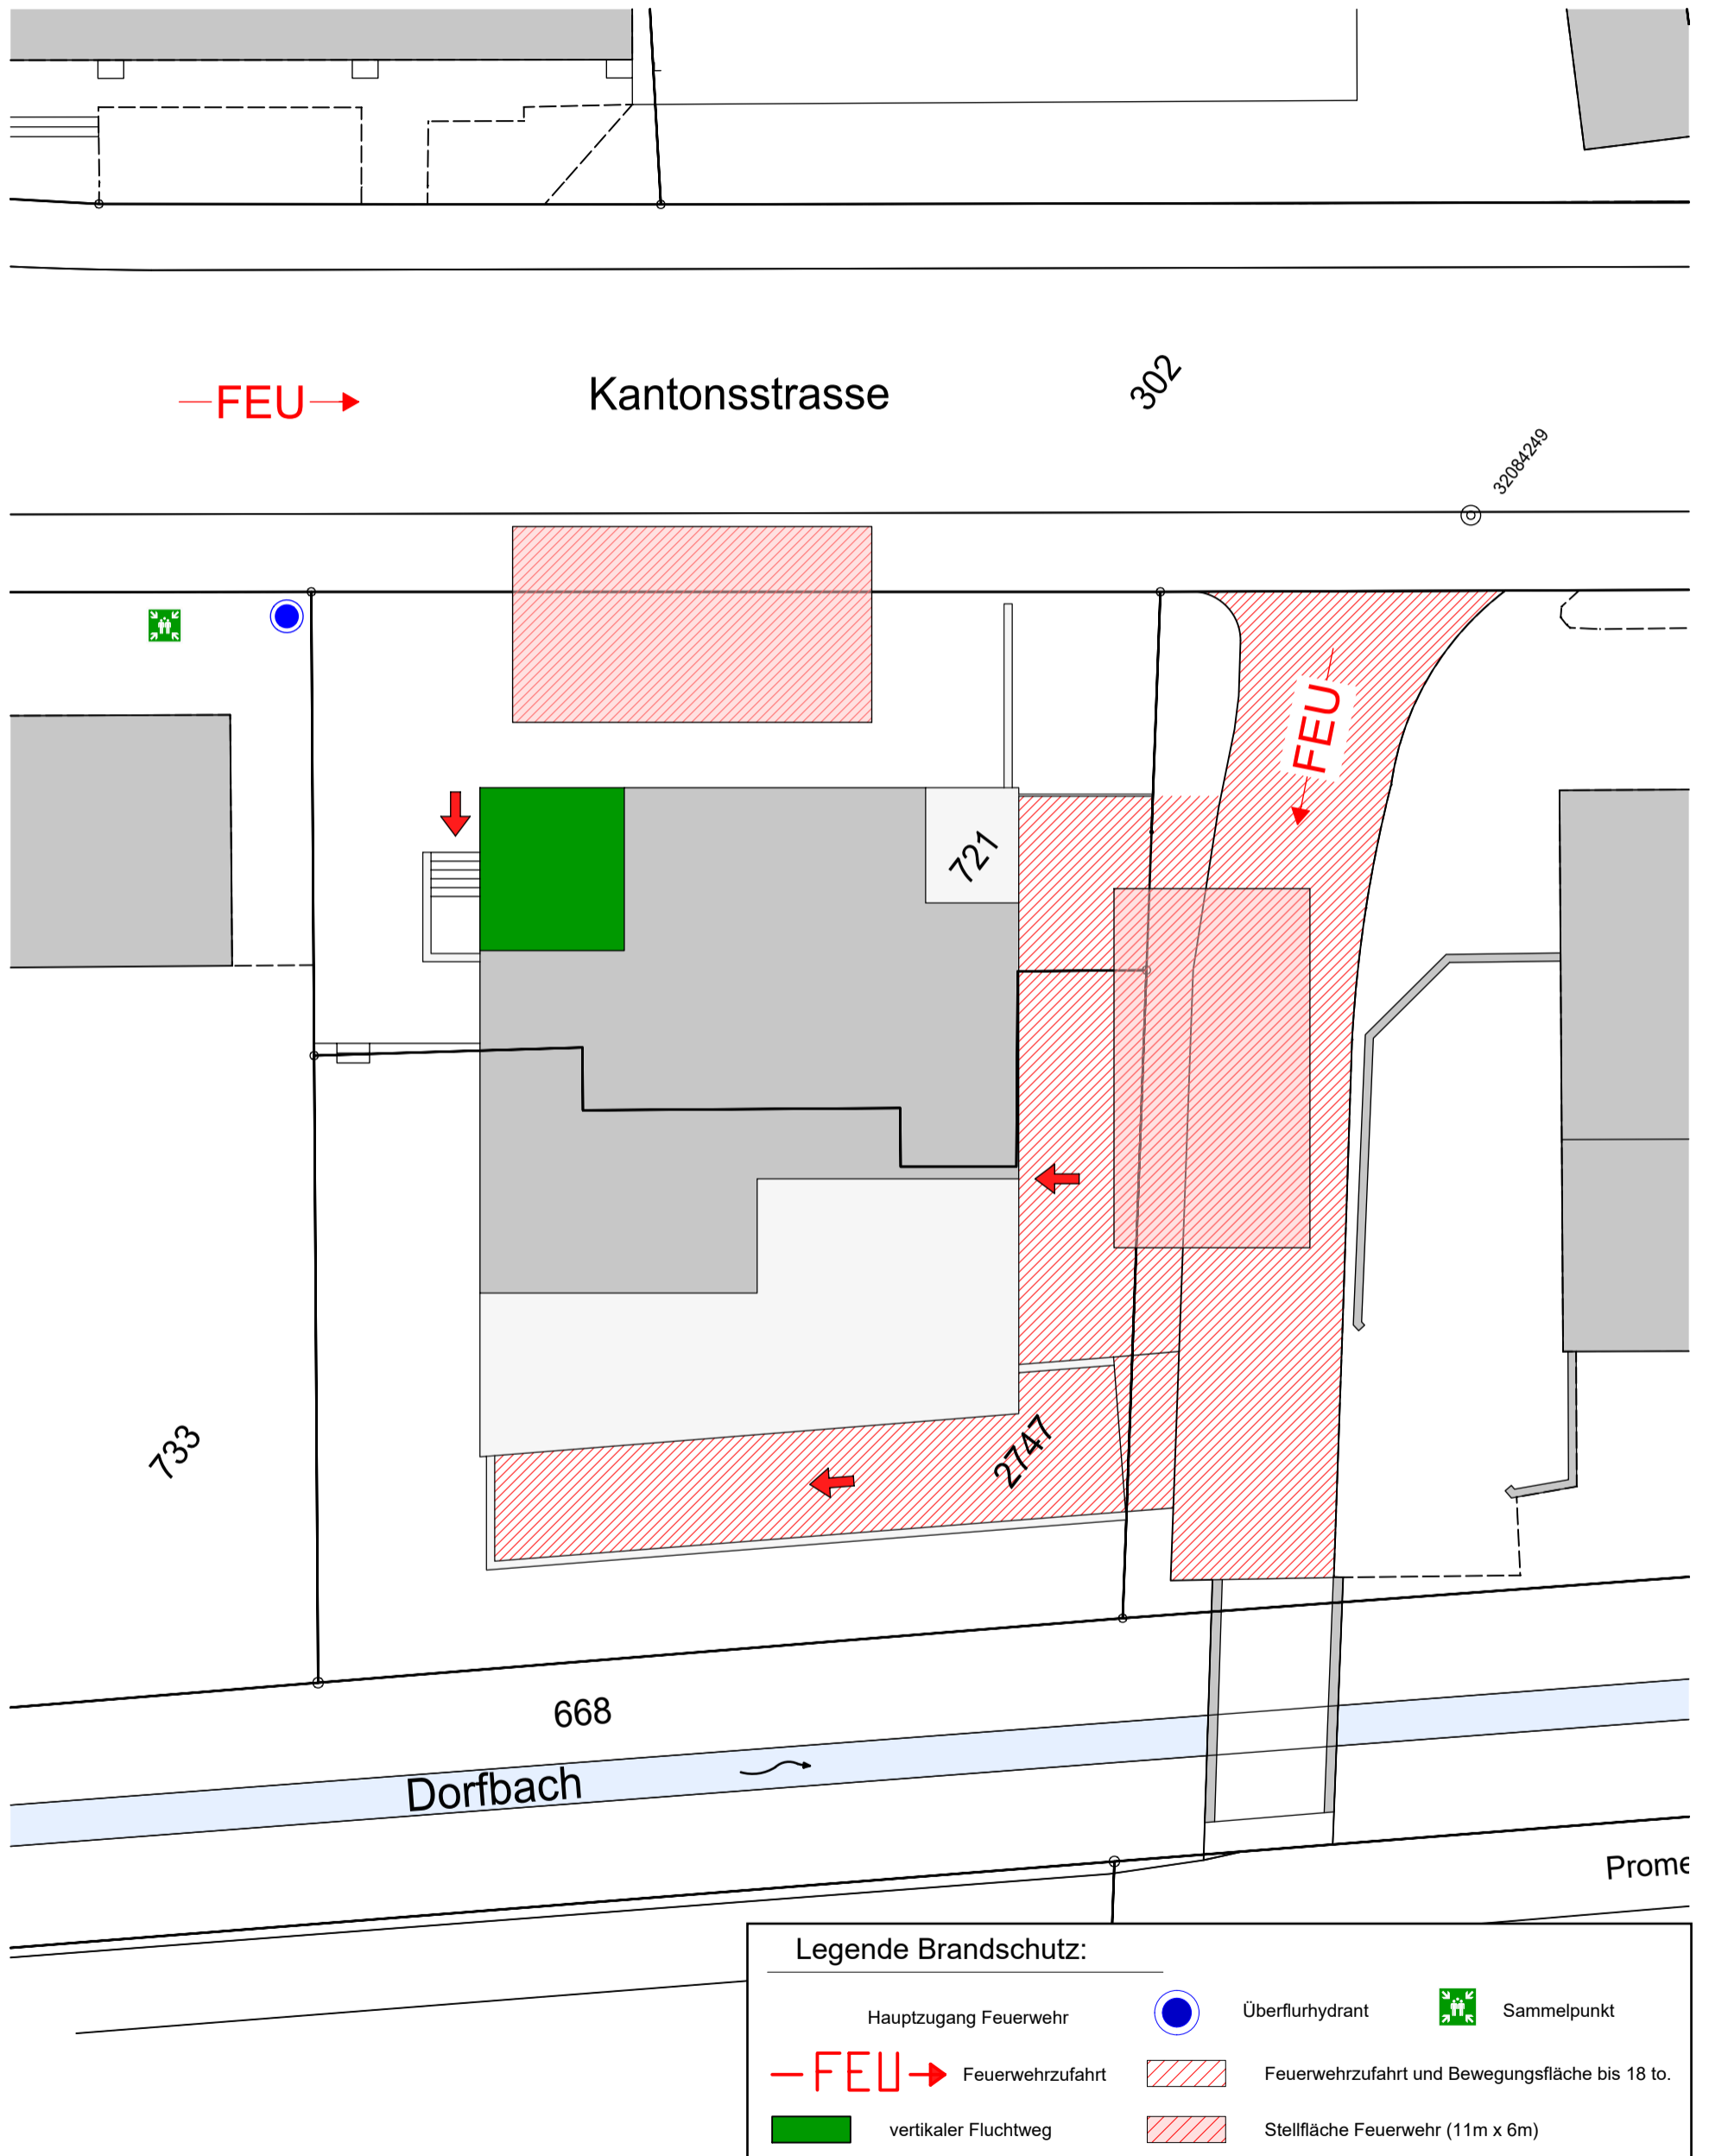 FEU
Kantonsstrasse
302
32084249
FEU
721
733
2747
668
Dorfbach
Prome
Legende Brandschutz:
Hauptzugang Feuerwehr
Überflurhydrant
Sammelpunkt
FEU
Feuerwehrzufahrt
Feuerwehrzufahrt und Bewegungsfläche bis 18 to.
vertikaler Fluchtweg
Stellfläche Feuerwehr (11m x 6m)